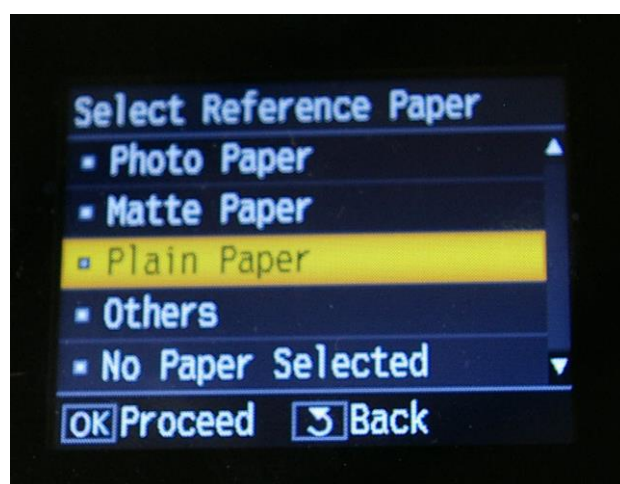 Select Reference Paper
Photo Paper
Matte Paper
Plain Paper
Others
No Paper Selected
OK Proceed Back